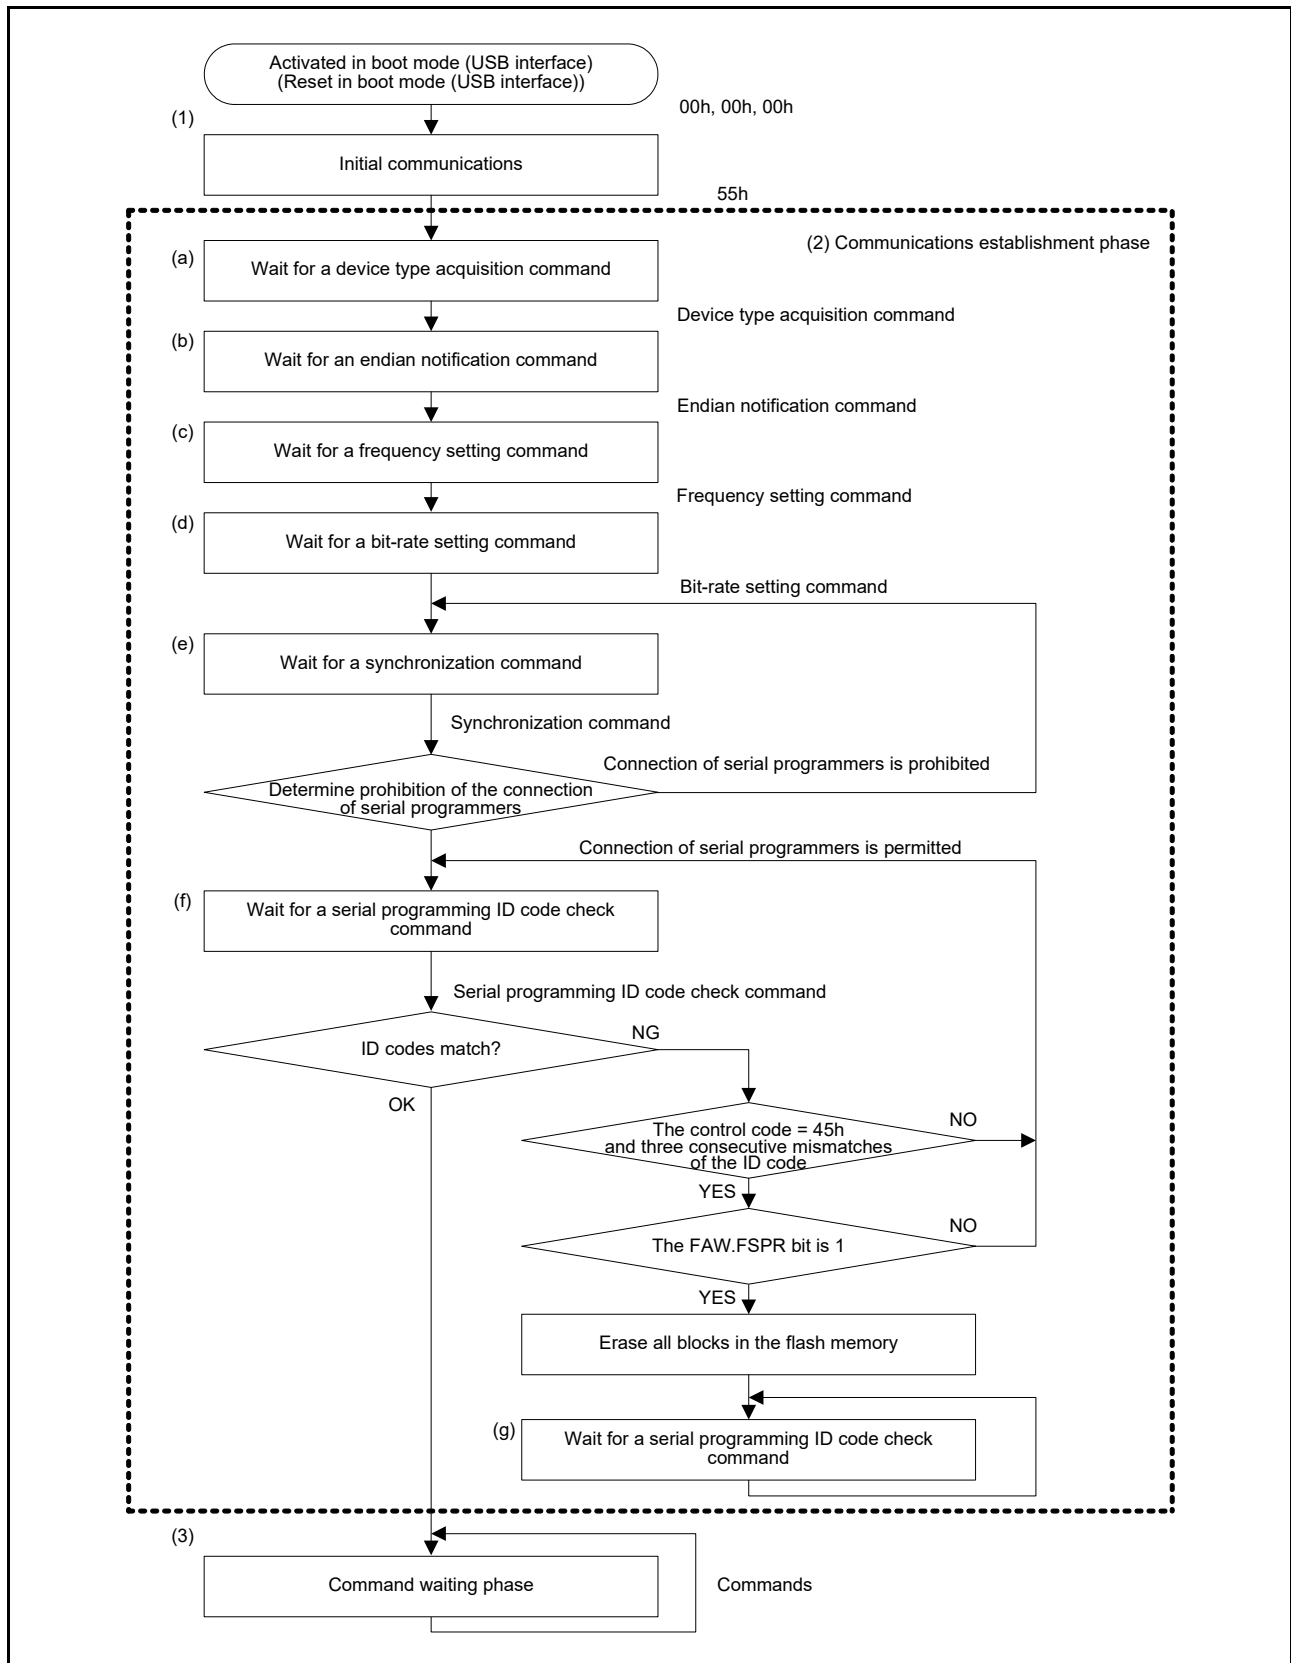 Activated in boot mode (USB interface)
(Reset in boot mode (USB interface))
00h, 00h, 00h
(1)
Initial communications
55h
(2) Communications establishment phase
(a)
Wait for a device type acquisition command
Device type acquisition command
(b)
Wait for an endian notification command
Endian notification command
(c)
Wait for a frequency setting command
Frequency setting command
(d)
Wait for a bit-rate setting command
Bit-rate setting command
(e)
Wait for a synchronization command
Synchronization command
Connection of serial programmers is prohibited
Determine prohibition of the connection
of serial programmers
Connection of serial programmers is permitted
(f)
Wait for a serial programming ID code check
command
Serial programming ID code check command
NG
ID codes match?
OK
The control code = 45h
and three consecutive mismatches
of the ID code
NO
YES
The FAW.FSPR bit is 1
NO
YES
Erase all blocks in the flash memory
(g)
Wait for a serial programming ID code check
command
(3)
Command waiting phase
Commands